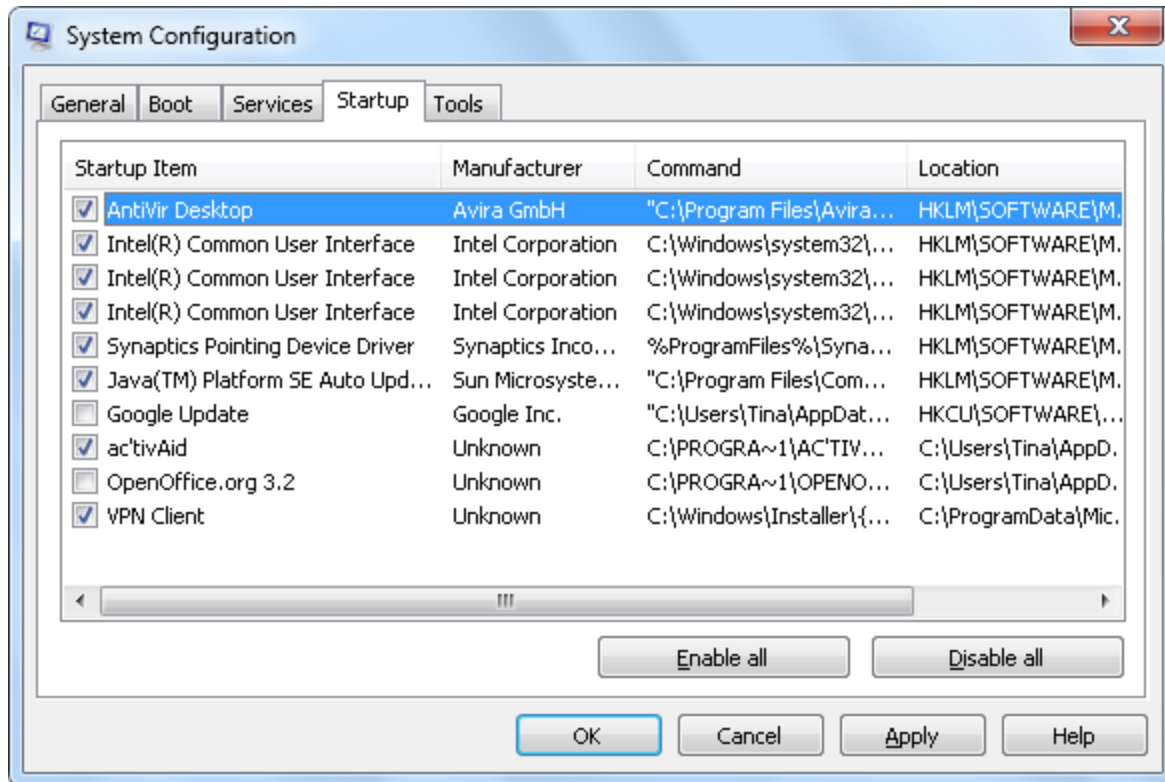 System Configuration
General Boot Services Startup Tools
Startup Item Manufacturer Command Location
AntiVir Desktop Avira GmbH "C:\Program Files\Avira... HKLM\SOFTWARE\M.
Intel(R) Common User Interface Intel Corporation C:\Windows\system32\... HKLM\SOFTWARE\M.
Intel(R) Common User Interface Intel Corporation C:\Windows\system32\... HKLM\SOFTWARE\M.
Intel(R) Common User Interface Intel Corporation C:\Windows\system32\... HKLM\SOFTWARE\M.
Synaptics Pointing Device Driver Synaptics Inco... %ProgramFiles%\Syna... HKLM\SOFTWARE\M.
Java(TM) Platform SE Auto Upd... Sun Microsyste... "C:\Program Files\Com... HKLM\SOFTWARE\M.
Google Update Google Inc. "C:\Users\Tina\AppDat... HKCU\SOFTWARE\...
ac'tivAid Unknown C:\PROGRA~1\AC'TIV... C:\Users\Tina\AppD.
OpenOffice.org 3.2 Unknown C:\PROGRA~1\OPENO... C:\Users\Tina\AppD.
VPN Client Unknown C:\Windows\Installer\{... C:\ProgramData\Mic.
Enable all Disable all
OK Cancel Apply Help